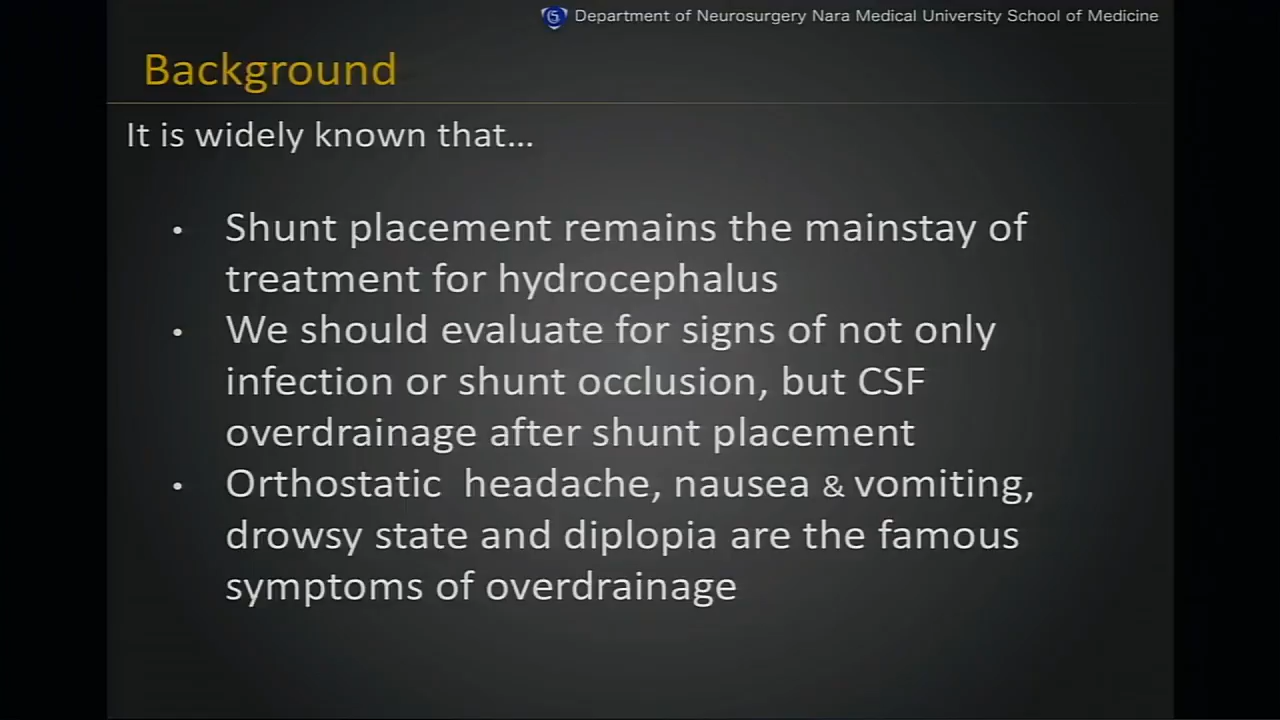 Department of Neurosurgery Nara Medical University School of Medicine
Background
It is widely known that...
• Shunt placement remains the mainstay of
treatment for hydrocephalus
• We should evaluate for signs of not only
infection or shunt occlusion, but CSF
overdrainage after shunt placement
• Orthostatic  headache, nausea & vomiting,
drowsy state and diplopia are the famous
symptoms of overdrainage